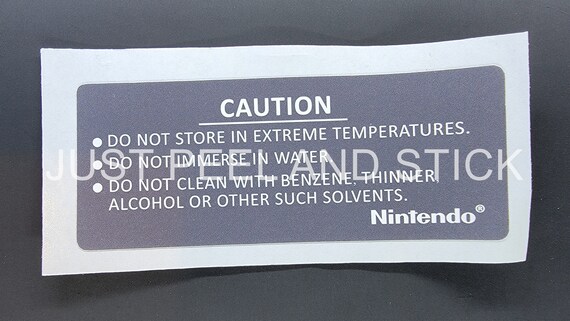 CAUTION
● DO NOT STORE IN EXTREME TEMPERATURES.
● DO NOT IMMERSE IN WATER.
JUST PEEL AND STICK
● DO NOT CLEAN WITH BENZENE, THINNER,
ALCOHOL OR OTHER SUCH SOLVENTS.
Nintendo®